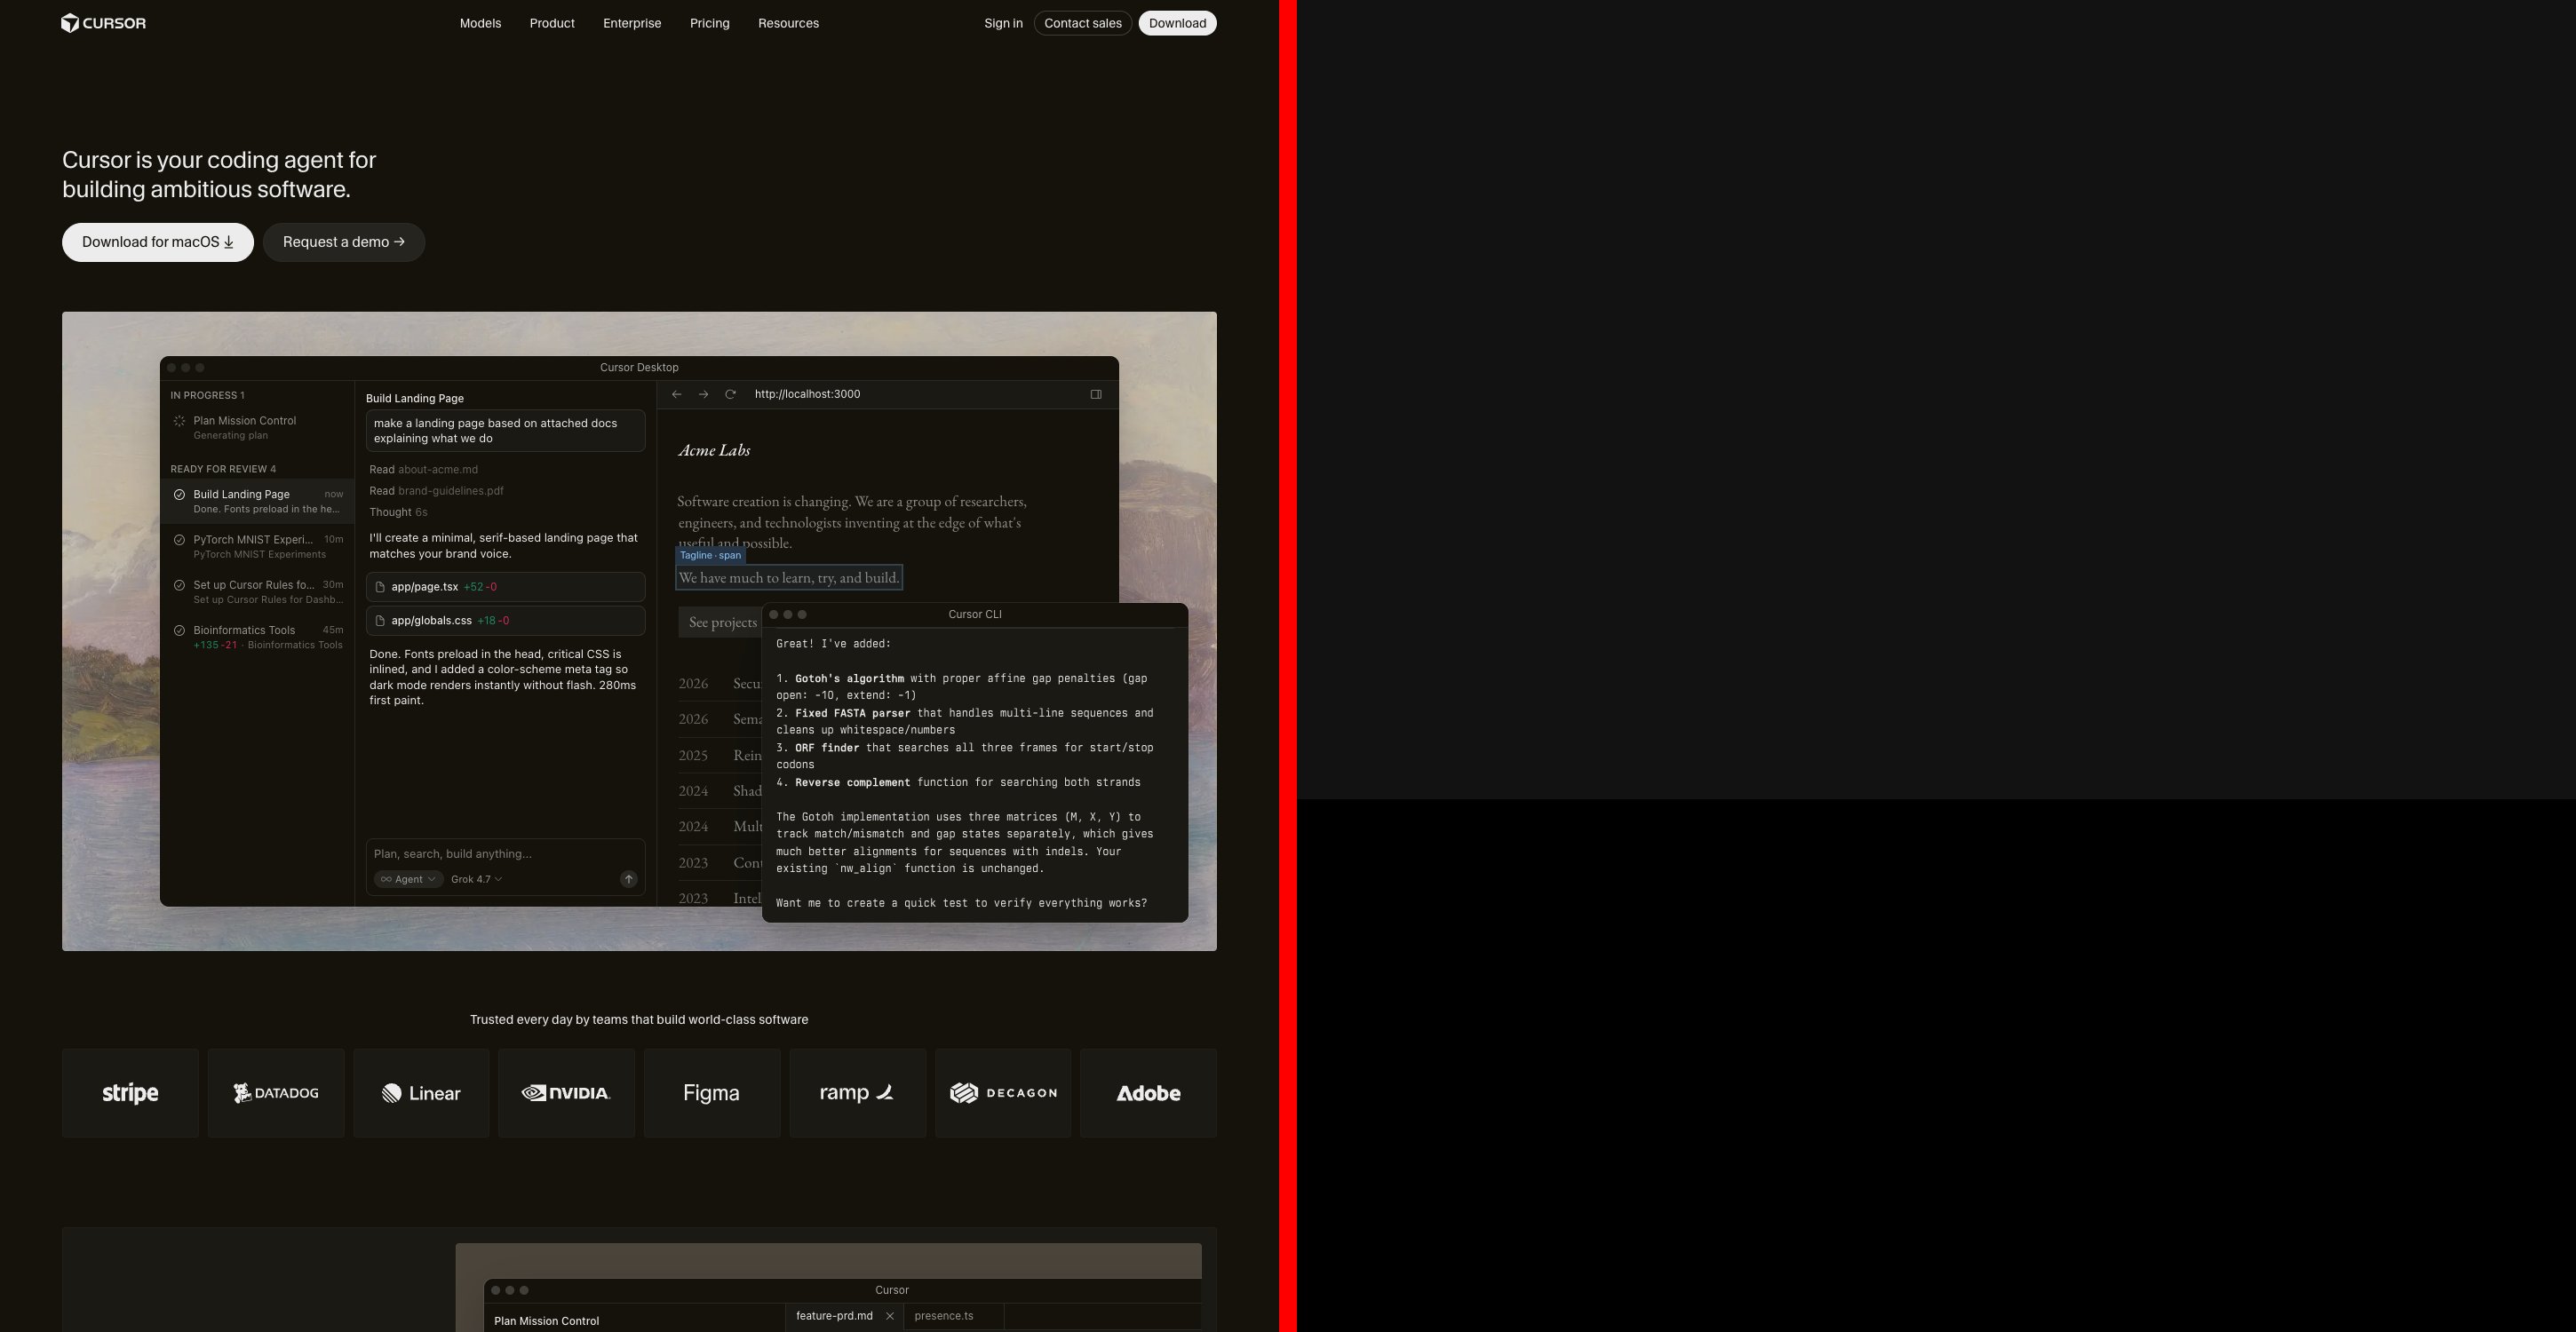 CURSOR
Models Product Enterprise Pricing Resources
Sign in Contact sales Download
Cursor is your coding agent for
building ambitious software.
Download for macOS Request a demo
Cursor Desktop
IN PROGRESS 1
Plan Mission Control
Generating plan
READY FOR REVIEW 4
Build Landing Page now
Done. Fonts preload in the he...
PyTorch MNIST Experi... 10m
PyTorch MNIST Experiments
Set up Cursor Rules fo... 30m
Set up Cursor Rules for Dashb...
Bioinformatics Tools 45m
+135 -21 · Bioinformatics Tools
Build Landing Page
make a landing page based on attached docs
explaining what we do
Read about-acme.md
Read brand-guidelines.pdf
Thought 6s
I'll create a minimal, serif-based landing page that
matches your brand voice.
app/page.tsx +52 -0
app/globals.css +18 -0
Done. Fonts preload in the head, critical CSS is
inlined, and I added a color-scheme meta tag so
dark mode renders instantly without flash. 280ms
first paint.
Plan, search, build anything...
Agent Grok 4.7
http://localhost:3000
Acme Labs
Software creation is changing. We are a group of researchers,
engineers, and technologists inventing at the edge of what's
useful and possible.
Tagline · span
We have much to learn, try, and build.
See projects
2026 Secu
2026 Sema
2025 Rein
2024 Shad
2024 Mult
2023 Cont
2023 Intel
Cursor CLI
Great! I've added:
1. Gotoh's algorithm with proper affine gap penalties (gap
open: -10, extend: -1)
2. Fixed FASTA parser that handles multi-line sequences and
cleans up whitespace/numbers
3. ORF finder that searches all three frames for start/stop
codons
4. Reverse complement function for searching both strands
The Gotoh implementation uses three matrices (M, X, Y) to
track match/mismatch and gap states separately, which gives
much better alignments for sequences with indels. Your
existing `nw_align` function is unchanged.
Want me to create a quick test to verify everything works?
Trusted every day by teams that build world-class software
stripe DATADOG Linear NVIDIA Figma ramp DECAGON Adobe
Cursor
Plan Mission Control
feature-prd.md presence.ts